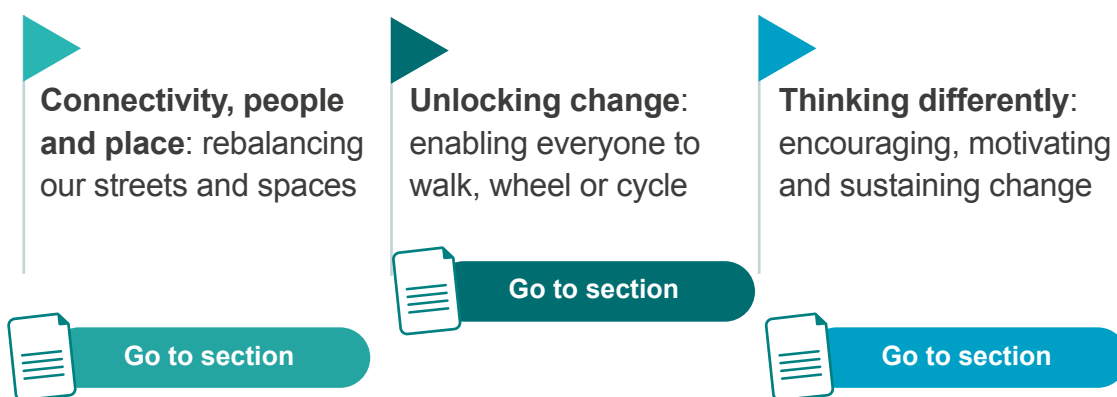 Connectivity, people
and place: rebalancing
our streets and spaces
Go to section
Unlocking change:
enabling everyone to
walk, wheel or cycle
Go to section
Thinking differently:
encouraging, motivating
and sustaining change
Go to section